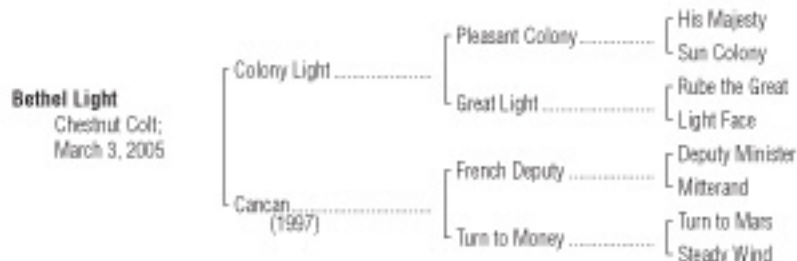 Bethel Light
Chestnut Colt;
March 3, 2005
Colony Light
Cancan
(1997)
Pleasant Colony
Great Light
French Deputy
Turn to Money
His Majesty
Sun Colony
Rube the Great
Light Face
Deputy Minister
Mitterand
Turn to Mars
Steady Wind